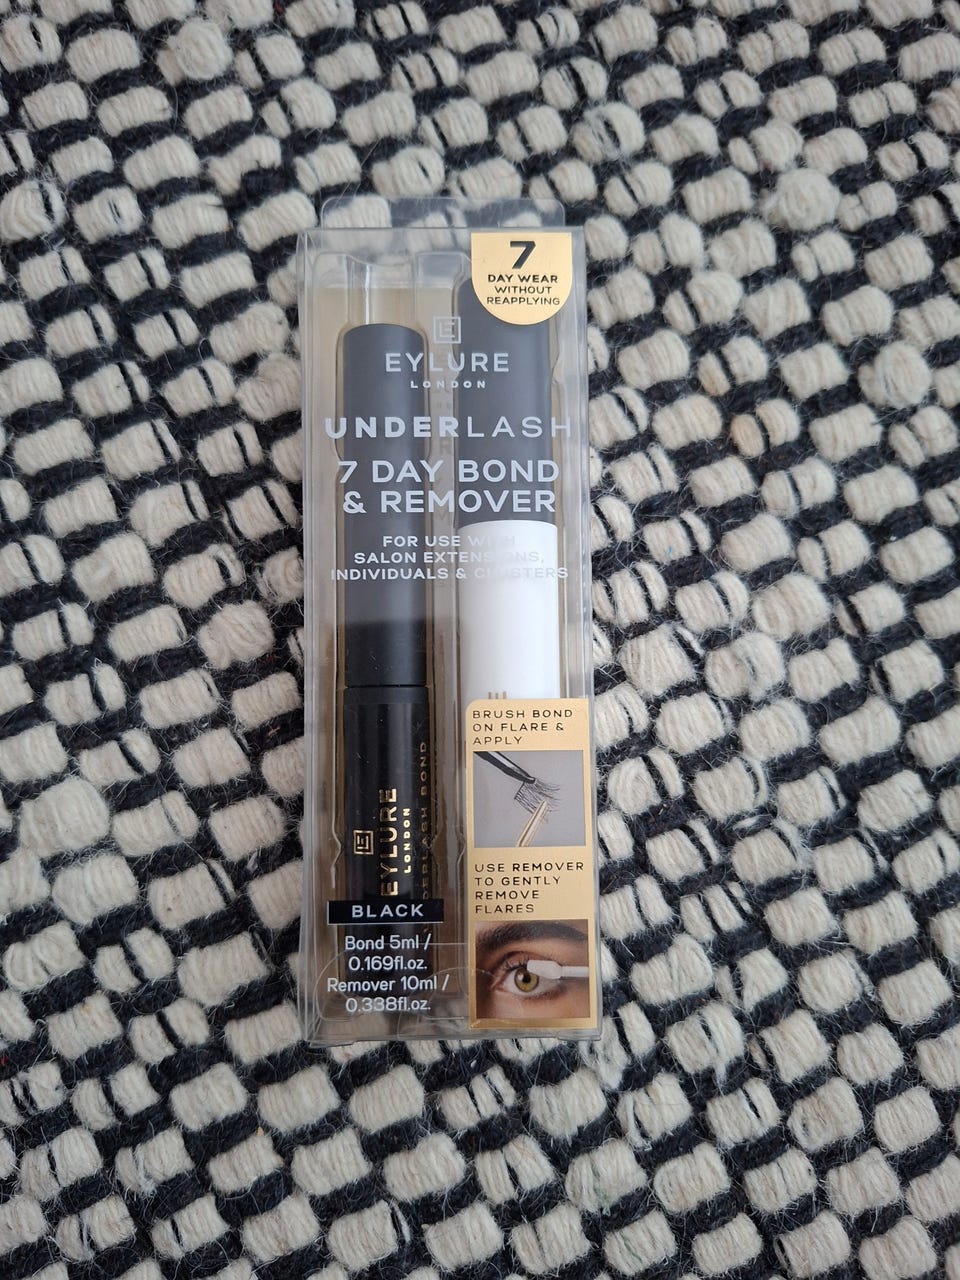 7
DAY WEAR
WITHOUT
REAPPLYING
EYLURE
LONDON
UNDERLASH
7 DAY BOND
& REMOVER
FOR USE WITH
SALON EXTENSIONS,
INDIVIDUALS & CLUSTERS
BRUSH BOND
ON FLARE &
APPLY
USE REMOVER
TO GENTLY
REMOVE
FLARES
EYLURE
LONDON
BOND
BLACK
Bond 5ml /
0.169fl.oz.
Remover 10ml /
0.338fl.oz.